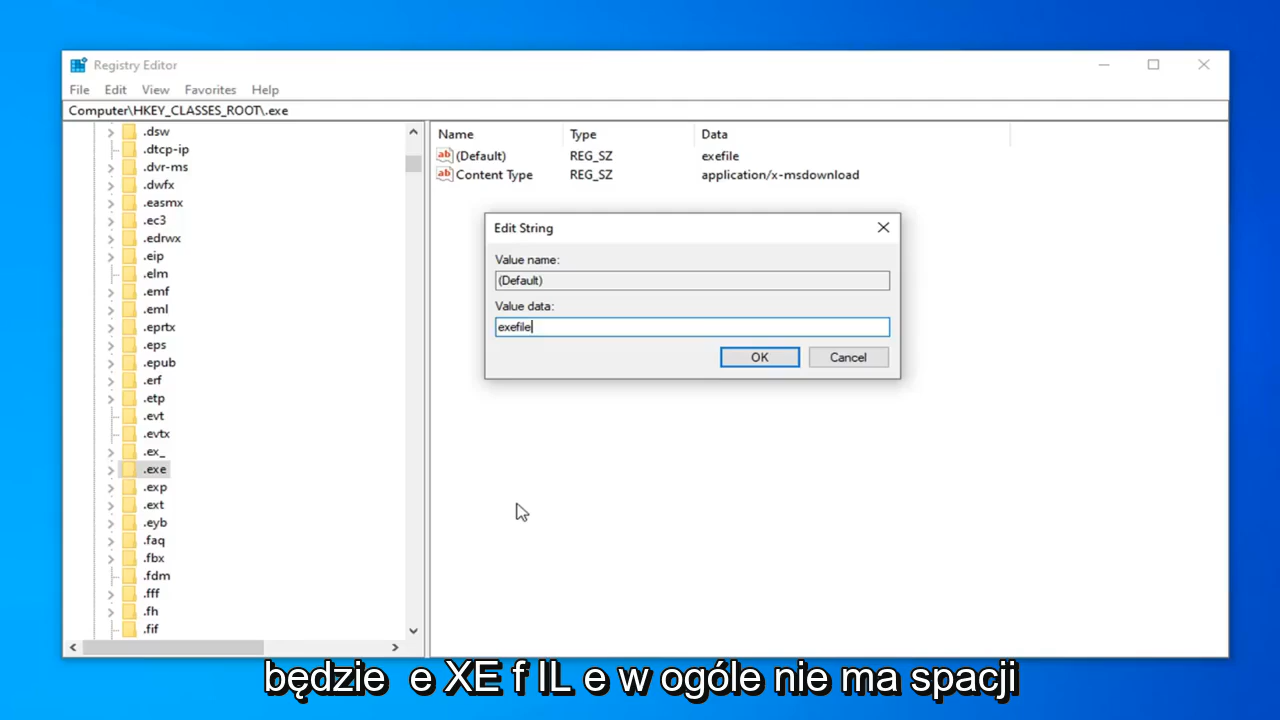 Registry Editor
File Edit View Favorites Help
Computer\HKEY_CLASSES_ROOT\.exe
.dsw
.dtcp-ip
.dvr-ms
.dwfx
.easmx
.ec3
.edrwx
.eip
.elm
.emf
.eml
.eprtx
.eps
.epub
.erf
.etp
.evt
.evtx
.ex_
.exe
.exp
.ext
.eyb
.faq
.fbx
.fdm
.fff
.fh
.fif
Name Type Data
ab (Default) REG_SZ exefile
ab Content Type REG_SZ application/x-msdownload
Edit String
Value name:
(Default)
Value data:
exefile
OK Cancel
będzie e XE f IL e w ogóle nie ma spacji